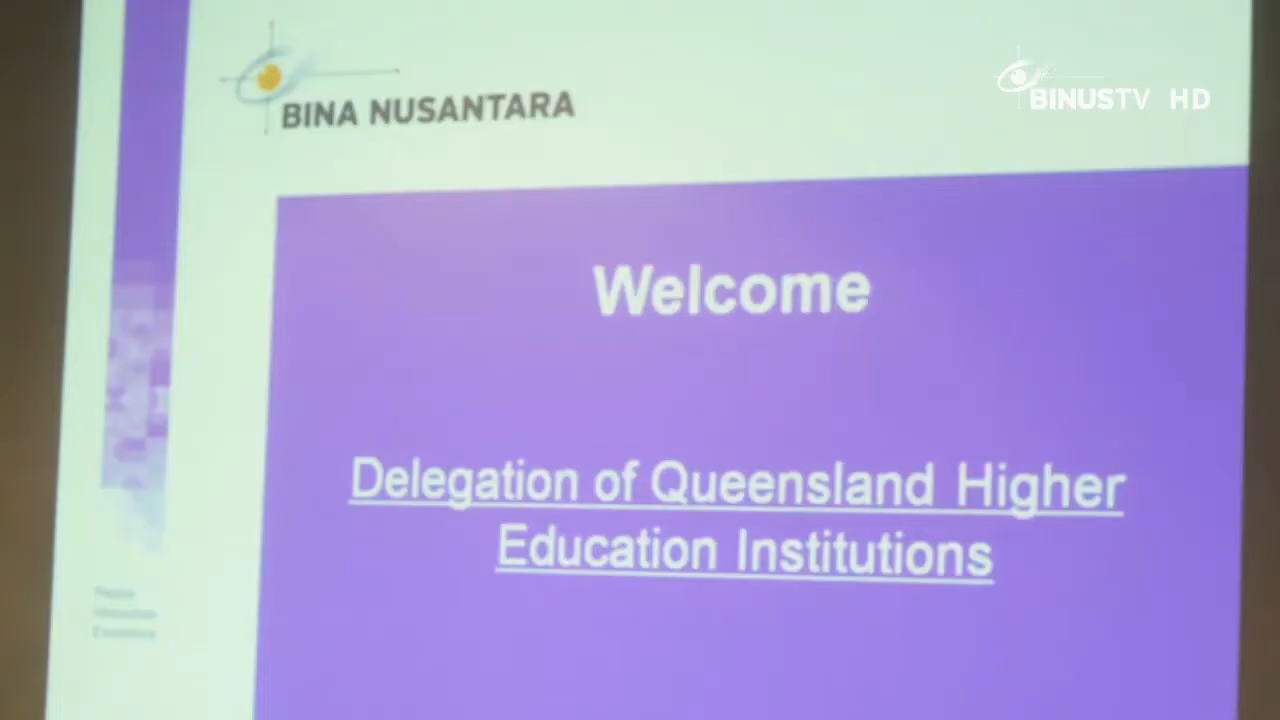 BINA NUSANTARA
BINUSTV HD
Welcome
Delegation of Queensland Higher
Education Institutions